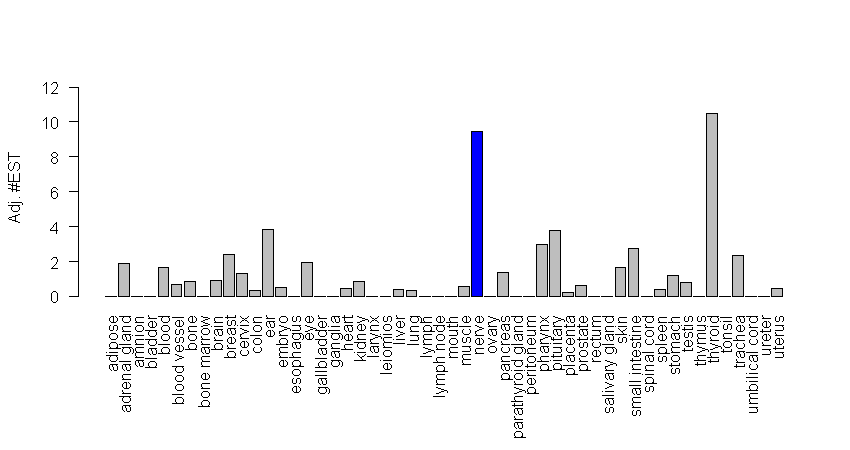 12
10
8
6
4
2
0
Adj. #EST
adipose
adrenal gland
amnion
bladder
blood
blood vessel
bone
bone marrow
brain
breast
cervix
colon
ear
embryo
esophagus
eye
gallbladder
ganglia
heart
kidney
larynx
leiomios
liver
lung
lymph
lymph node
mouth
muscle
nerve
ovary
pancreas
parathyroid gland
peritoneum
pharynx
pituitary
placenta
prostate
rectum
salivary gland
skin
small intestine
spinal cord
spleen
stomach
testis
thymus
thyroid
tonsil
trachea
umbilical cord
ureter
uterus